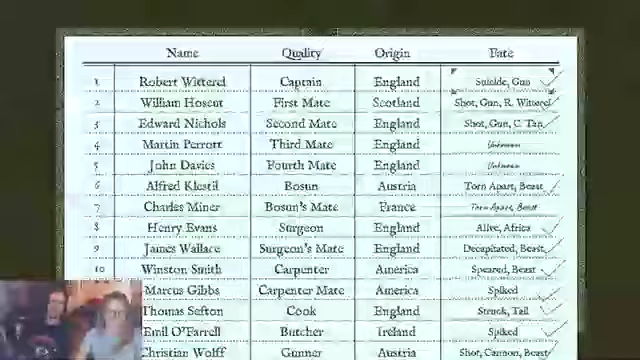 Name Quality Origin Fate
1 Robert Witterel Captain England Suicide, Gun
2 William Hoscut First Mate Scotland Shot, Gun, R. Witterel
3 Edward Nichols Second Mate England Shot, Gun, C. Tan
4 Martin Perrott Third Mate England Unknown
5 John Davies Fourth Mate England Unknown
6 Alfred Klestil Bosun Austria Torn Apart, Beast
7 Charles Miner Bosun's Mate France Torn Apart, Beast
8 Henry Evans Surgeon England Alive, Africa
9 James Wallace Surgeon's Mate England Decapitated, Beast
10 Winston Smith Carpenter America Speared, Beast
Marcus Gibbs Carpenter Mate America Spiked
Thomas Sefton Cook England Struck, Tail
Emil O'Farrell Butcher Ireland Spiked
Christian Wolff Gunner Austria Shot, Cannon, Beast